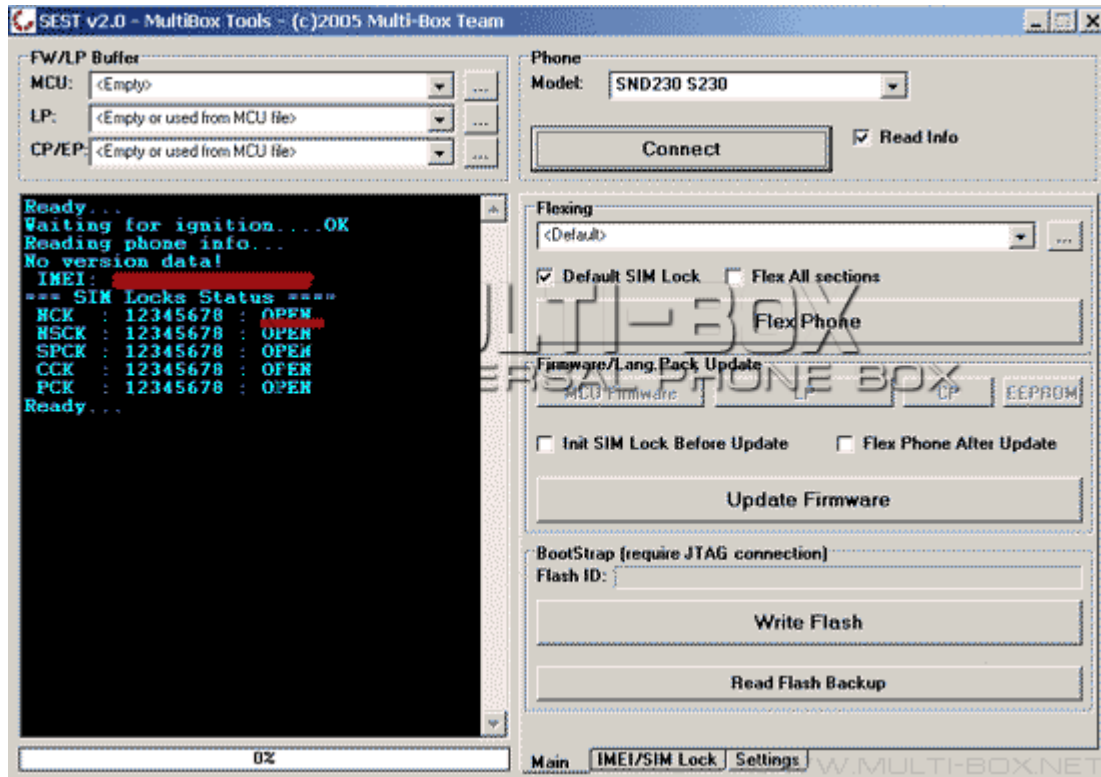 SEST v2.0 - MultiBox Tools - (c)2005 Multi-Box Team
FW/LP Buffer
MCU: <Empty>
...
LP: <Empty or used from MCU file>
...
CP/EP: <Empty or used from MCU file>
...
Phone
Model: SND230 S230
Connect
Read Info
Ready...
Waiting for ignition....OK
Reading phone info...
No version data!
IMEI:
=== SIM Locks Status ====
NCK : 12345678 : OPEN
NSCK : 12345678 : OPEN
SPCK : 12345678 : OPEN
CCK : 12345678 : OPEN
PCK : 12345678 : OPEN
Ready...
0%
Flexing
<Default>
...
Default SIM Lock Flex All sections
Flex Phone
MULTI-BOX
ERSAL PHONE BOX
Firmware/Lang.Pack Update
MCU Firmware LP CP EEPROM
Init SIM Lock Before Update Flex Phone After Update
Update Firmware
BootStrap (require JTAG connection)
Flash ID:
Write Flash
Read Flash Backup
Main IMEI/SIM Lock Settings
WWW.MULTI-BOX.NET